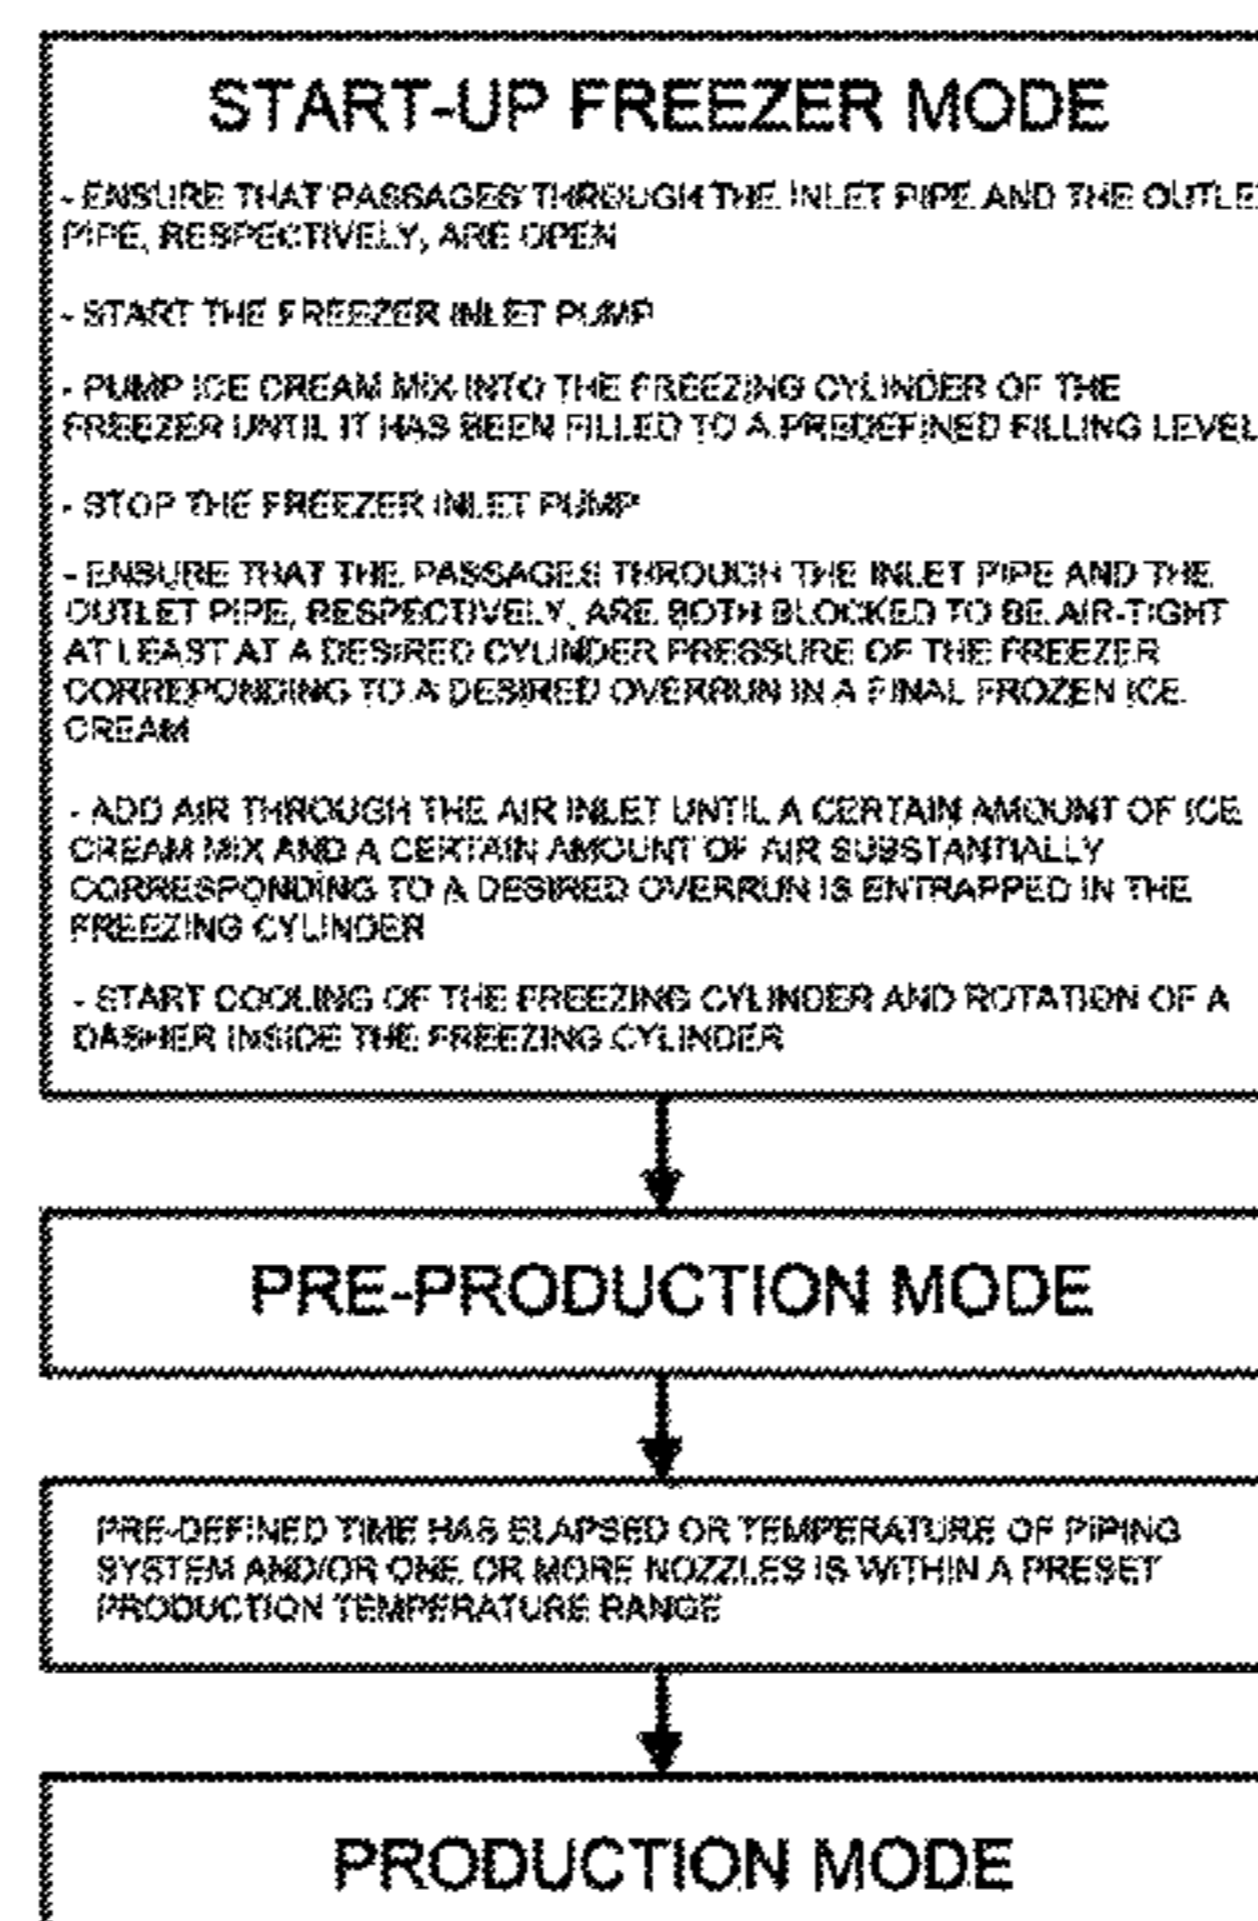 START-UP FREEZER MODE
- ENSURE THAT PASSAGES THROUGH THE INLET PIPE AND THE OUTLET
PIPE, RESPECTIVELY, ARE OPEN
- START THE FREEZER INLET PUMP
- PUMP ICE CREAM MIX INTO THE FREEZING CYLINDER OF THE
FREEZER UNTIL IT HAS BEEN FILLED TO A PREDEFINED FILLING LEVEL
- STOP THE FREEZER INLET PUMP
- ENSURE THAT THE PASSAGES THROUGH THE INLET PIPE AND THE
OUTLET PIPE, RESPECTIVELY, ARE BOTH BLOCKED TO BE AIR-TIGHT
AT LEAST AT A DESIRED CYLINDER PRESSURE OF THE FREEZER
CORREPONDING TO A DESIRED OVERRUN IN A FINAL FROZEN ICE
CREAM
- ADD AIR THROUGH THE AIR INLET UNTIL A CERTAIN AMOUNT OF ICE
CREAM MIX AND A CERTAIN AMOUNT OF AIR SUBSTANTIALLY
CORRESPONDING TO A DESIRED OVERRUN IS ENTRAPPED IN THE
FREEZING CYLINDER
- START COOLING OF THE FREEZING CYLINDER AND ROTATION OF A
DASHER INSIDE THE FREEZING CYLINDER
PRE-PRODUCTION MODE
PRE-DEFINED TIME HAS ELAPSED OR TEMPERATURE OF PIPING
SYSTEM AND/OR ONE OR MORE NOZZLES IS WITHIN A PRESET
PRODUCTION TEMPERATURE RANGE
PRODUCTION MODE